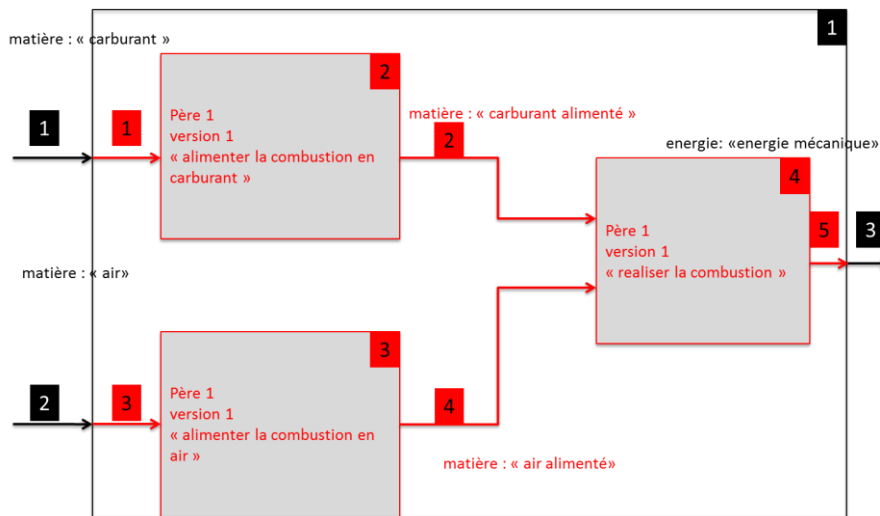 1
matière : « carburant »
2
Père 1
version 1
« alimenter la combustion en
carburant »
matière : « carburant alimenté »
1
1
2
energie: «energie mécanique»
4
Père 1
version 1
« realiser la combustion »
5
3
matière : « air»
3
Père 1
version 1
« alimenter la combustion en
air »
2
3
4
matière : « air alimenté»